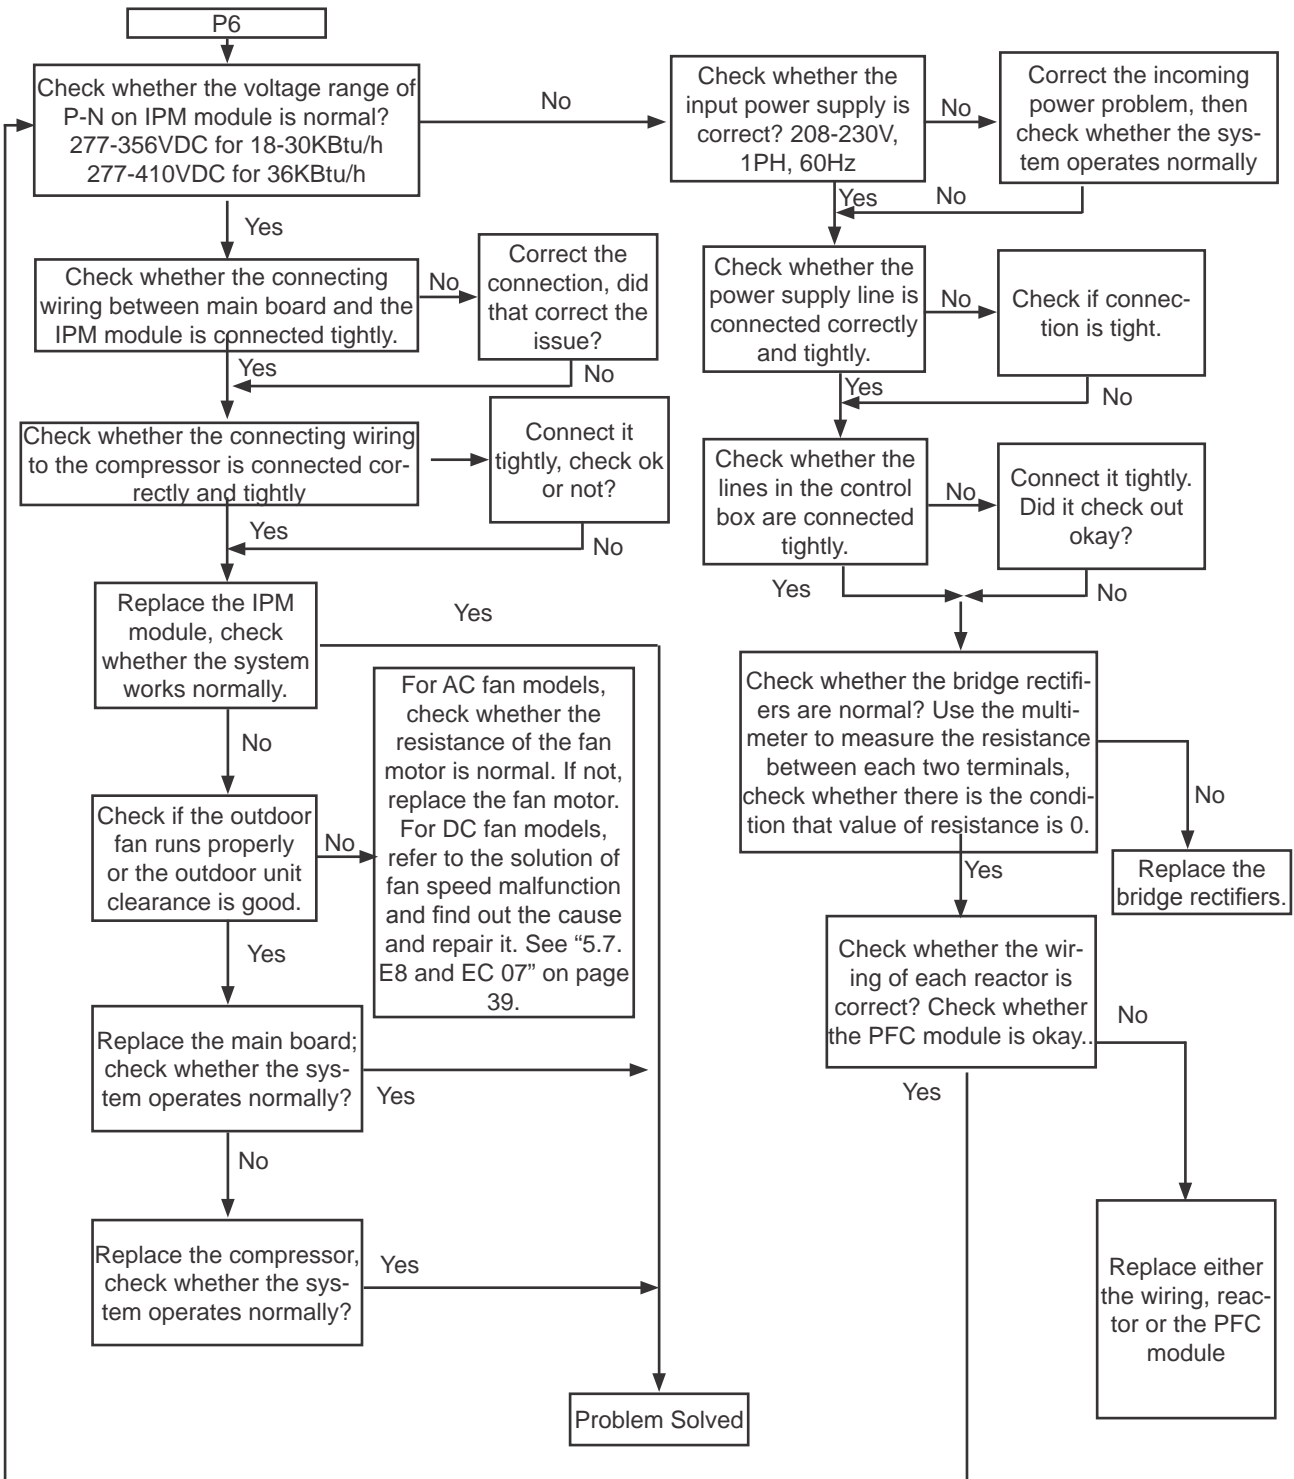 P6
Check whether the voltage range of
P-N on IPM module is normal?
277-356VDC for 18-30KBtu/h
277-410VDC for 36KBtu/h
No
Check whether the
input power supply is
correct? 208-230V,
1PH, 60Hz
No
Correct the incoming
power problem, then
check whether the sys-
tem operates normally
Yes
No
Yes
Check whether the connecting
wiring between main board and the
IPM module is connected tightly.
No
Correct the
connection, did
that correct the
issue?
Yes
No
Check whether the
power supply line is
connected correctly
and tightly.
No
Check if connec-
tion is tight.
Yes
No
Check whether the connecting wiring
to the compressor is connected cor-
rectly and tightly
Connect it
tightly, check ok
or not?
Yes
No
Check whether the
lines in the control
box are connected
tightly.
No
Connect it tightly.
Did it check out
okay?
Yes
No
Replace the IPM
module, check
whether the system
works normally.
Yes
No
For AC fan models,
check whether the
resistance of the fan
motor is normal. If not,
replace the fan motor.
For DC fan models,
refer to the solution of
fan speed malfunction
and find out the cause
and repair it. See “5.7.
E8 and EC 07” on page
39.
Check whether the bridge rectifi-
ers are normal? Use the multi-
meter to measure the resistance
between each two terminals,
check whether there is the condi-
tion that value of resistance is 0.
No
Replace the
bridge rectifiers.
Yes
Check if the outdoor
fan runs properly
or the outdoor unit
clearance is good.
No
Yes
Check whether the wir-
ing of each reactor is
correct? Check whether
the PFC module is okay..
No
Yes
Replace the main board;
check whether the sys-
tem operates normally?
Yes
No
Replace the compressor,
check whether the sys-
tem operates normally?
Yes
Replace either
the wiring, reac-
tor or the PFC
module
Problem Solved